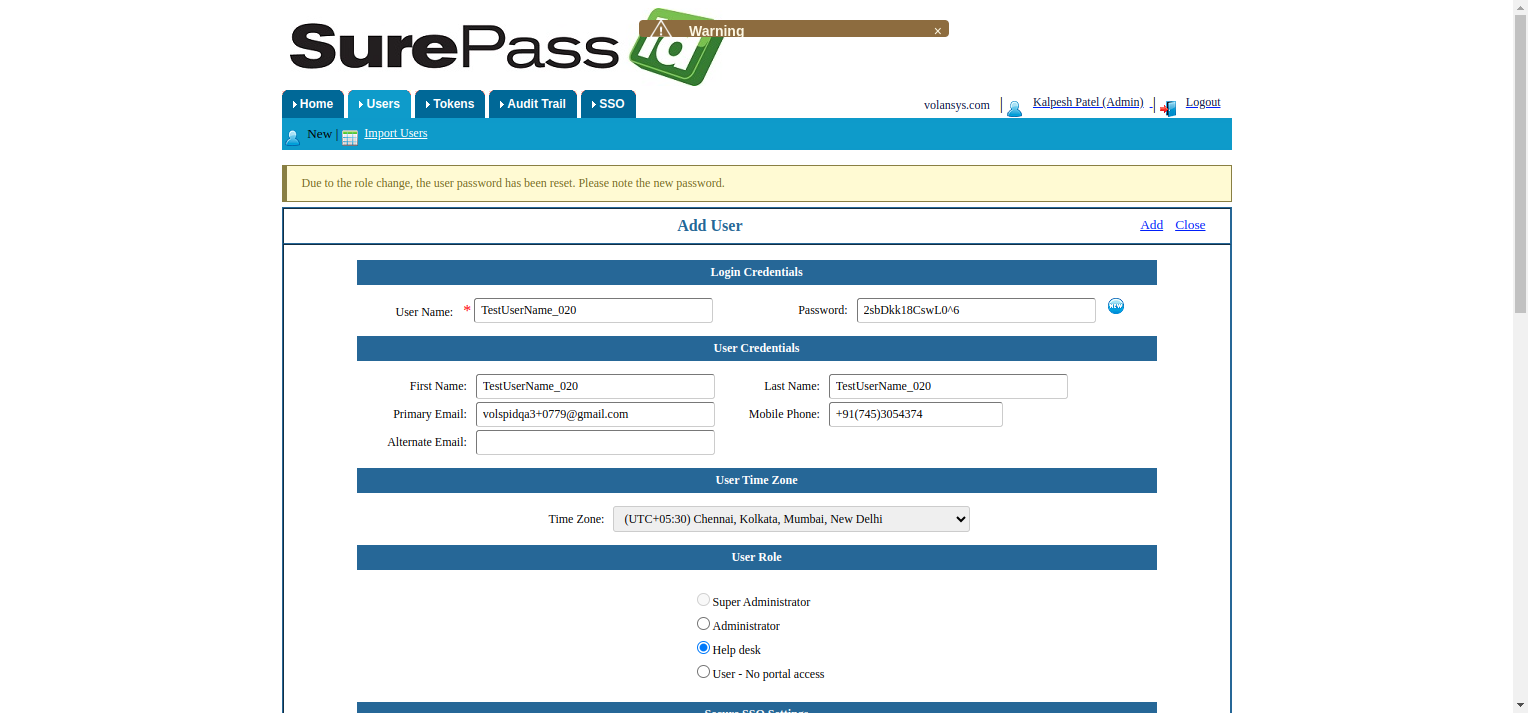 SurePass id
Warning ×
Home Users Tokens Audit Trail SSO volansys.com | Kalpesh Patel (Admin) - | Logout
New | Import Users
Due to the role change, the user password has been reset. Please note the new password.
Add User Add Close
Login Credentials
User Name: * TestUserName_020 Password: 2sbDkk18CswL0^6 NEW
User Credentials
First Name: TestUserName_020 Last Name: TestUserName_020
Primary Email: volspidqa3+0779@gmail.com Mobile Phone: +91(745)3054374
Alternate Email:
User Time Zone
Time Zone: (UTC+05:30) Chennai, Kolkata, Mumbai, New Delhi
User Role
Super Administrator
Administrator
Help desk
User - No portal access
Secure SSO Settings